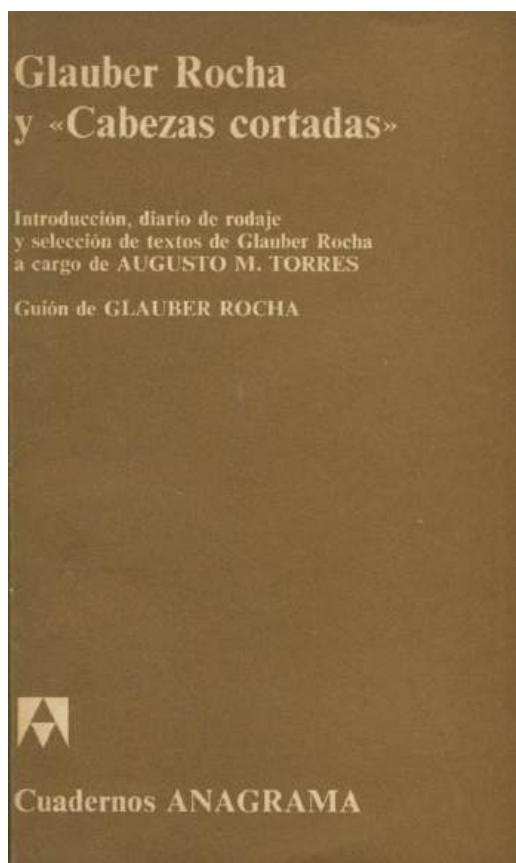 Glauber Rocha
y «Cabezas cortadas»
Introducción, diario de rodaje
y selección de textos de Glauber Rocha
a cargo de AUGUSTO M. TORRES
Guión de GLAUBER ROCHA
Cuadernos ANAGRAMA